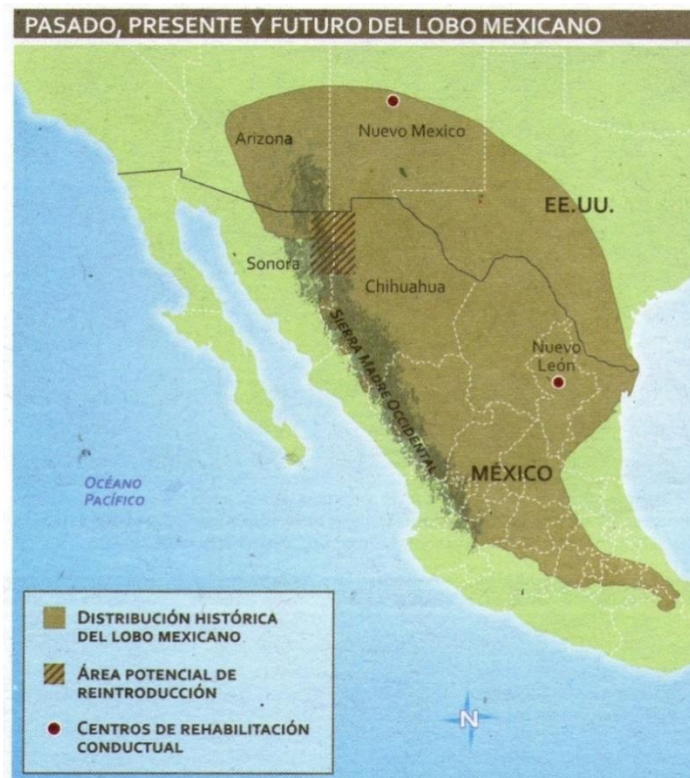 PASADO, PRESENTE Y FUTURO DEL LOBO MEXICANO
Arizona
Nuevo Mexico
EE.UU.
Sonora
Chihuahua
SIERRA MADRE OCCIDENTAL
Nuevo
León
MÉXICO
OCÉANO
PACÍFICO
DISTRIBUCIÓN HISTÓRICA
DEL LOBO MEXICANO
ÁREA POTENCIAL DE
REINTRODUCCIÓN
CENTROS DE REHABILITACIÓN
CONDUCTUAL
N